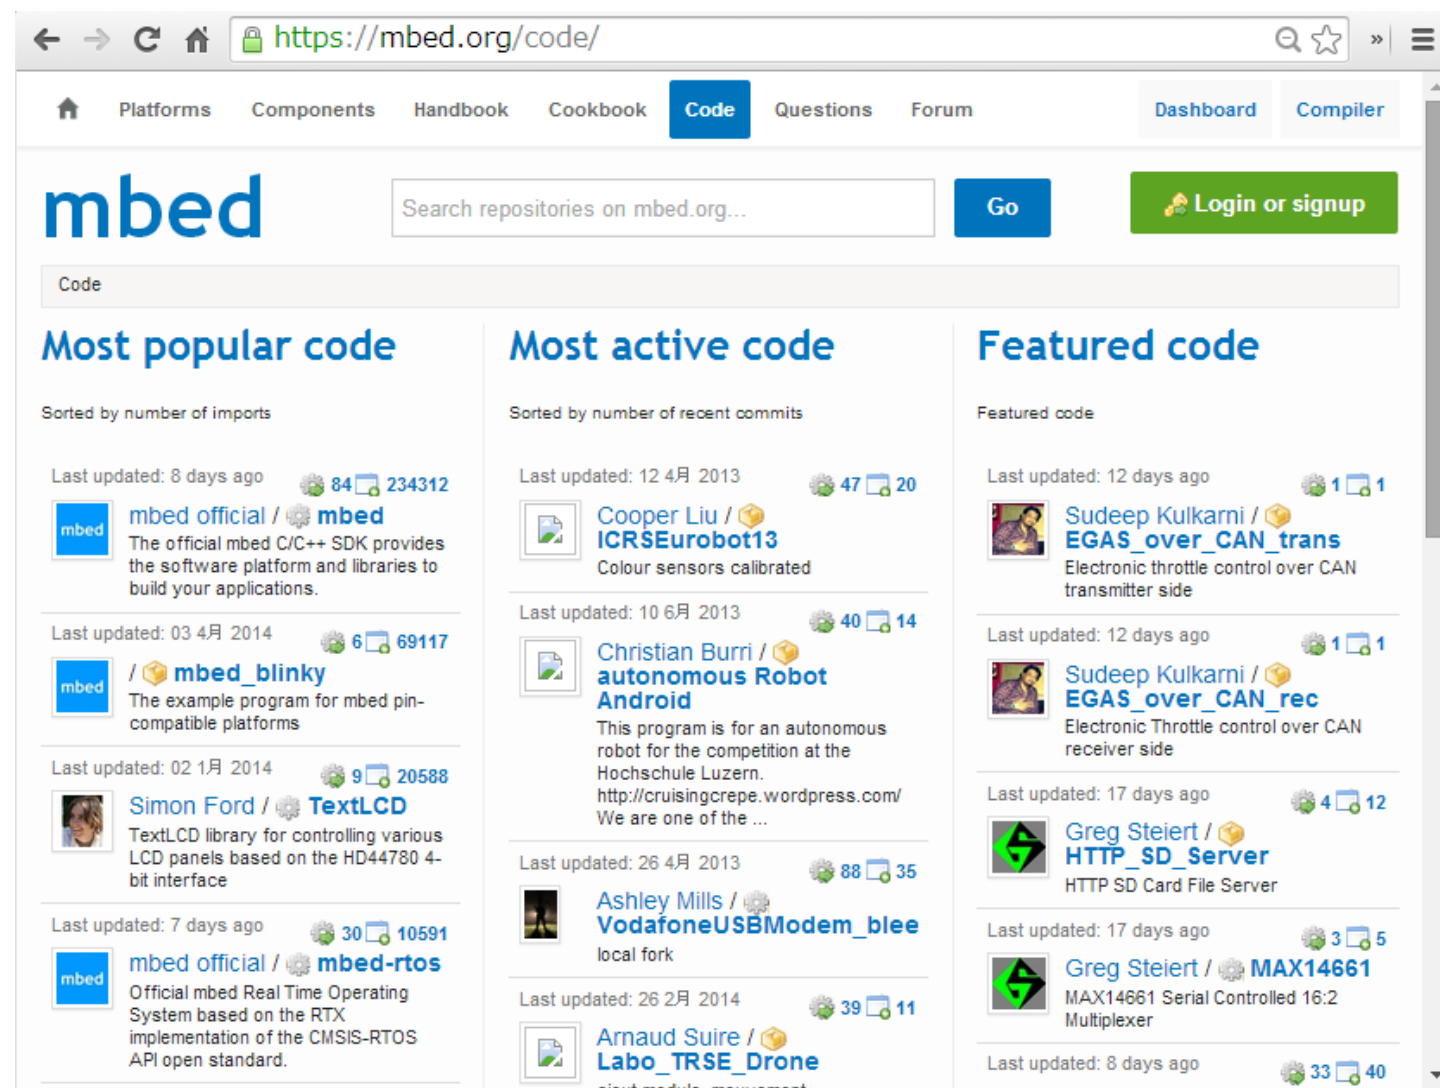 https://mbed.org/code/
»
Platforms Components Handbook Cookbook Code Questions Forum Dashboard Compiler
mbed
Search repositories on mbed.org...
Go
Login or signup
Code
Most popular code
Sorted by number of imports
Last updated: 8 days ago 84 234312
mbed
mbed official / mbed
The official mbed C/C++ SDK provides
the software platform and libraries to
build your applications.
Last updated: 03 4月 2014 6 69117
mbed
/ mbed_blinky
The example program for mbed pin-
compatible platforms
Last updated: 02 1月 2014 9 20588
Simon Ford / TextLCD
TextLCD library for controlling various
LCD panels based on the HD44780 4-
bit interface
Last updated: 7 days ago 30 10591
mbed
mbed official / mbed-rtos
Official mbed Real Time Operating
System based on the RTX
implementation of the CMSIS-RTOS
API open standard.
Most active code
Sorted by number of recent commits
Last updated: 12 4月 2013 47 20
Cooper Liu /
ICRSEurobot13
Colour sensors calibrated
Last updated: 10 6月 2013 40 14
Christian Burri /
autonomous Robot
Android
This program is for an autonomous
robot for the competition at the
Hochschule Luzern.
http://cruisingcrepe.wordpress.com/
We are one of the ...
Last updated: 26 4月 2013 88 35
Ashley Mills /
VodafoneUSBModem_blee
local fork
Last updated: 26 2月 2014 39 11
Arnaud Suire /
Labo_TRSE_Drone
Featured code
Featured code
Last updated: 12 days ago 1 1
Sudeep Kulkarni /
EGAS_over_CAN_trans
Electronic throttle control over CAN
transmitter side
Last updated: 12 days ago 1 1
Sudeep Kulkarni /
EGAS_over_CAN_rec
Electronic Throttle control over CAN
receiver side
Last updated: 17 days ago 4 12
Greg Steiert /
HTTP_SD_Server
HTTP SD Card File Server
Last updated: 17 days ago 3 5
Greg Steiert / MAX14661
MAX14661 Serial Controlled 16:2
Multiplexer
Last updated: 8 days ago 33 40